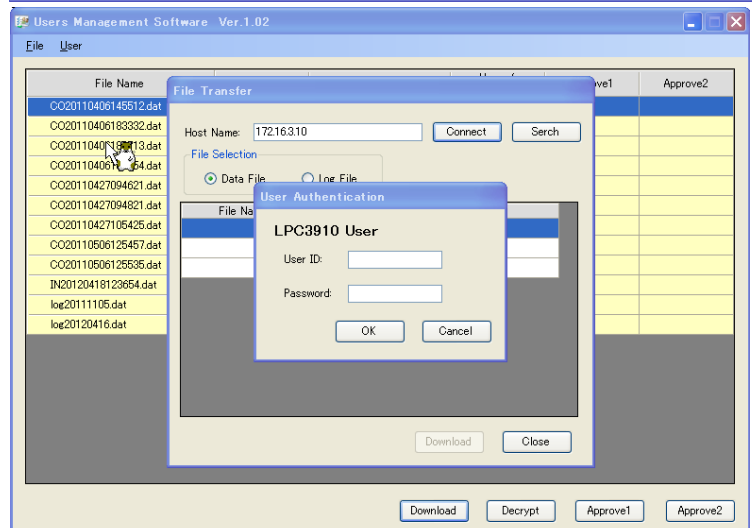 Users Management Software Ver.1.02
File User
File Name
Approve2
CO20110406145512.dat
CO20110406183332.dat
CO20110427094621.dat
CO20110427094821.dat
CO20110427105425.dat
CO20110506125457.dat
CO20110506125535.dat
IN20120418123654.dat
log20111105.dat
log20120416.dat
File Transfer
Host Name: 172.16.3.10 Connect Serch
File Selection
Data File Log File
File Na
User Authentication
LPC3910 User
User ID:
Password:
OK Cancel
Download Close
Download Decrypt Approve1 Approve2